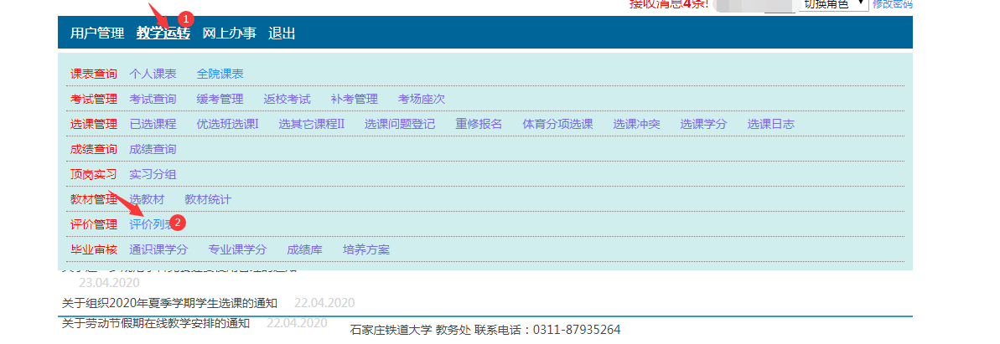 接收消息4条! 切换角色 修改密码
用户管理 教学运转 网上办事 退出
1
课表查询 个人课表 全院课表
考试管理 考试查询 缓考管理 返校考试 补考管理 考场座次
选课管理 已选课程 优选班选课I 选其它课程II 选课问题登记 重修报名 体育分项选课 选课冲突 选课学分 选课日志
成绩查询 成绩查询
顶岗实习 实习分组
教材管理 选教材 教材统计
评价管理 评价列表 2
毕业审核 通识课学分 专业课学分 成绩库 培养方案
23.04.2020
关于组织2020年夏季学期学生选课的通知 22.04.2020
关于劳动节假期在线教学安排的通知 22.04.2020
石家庄铁道大学 教务处 联系电话：0311-87935264